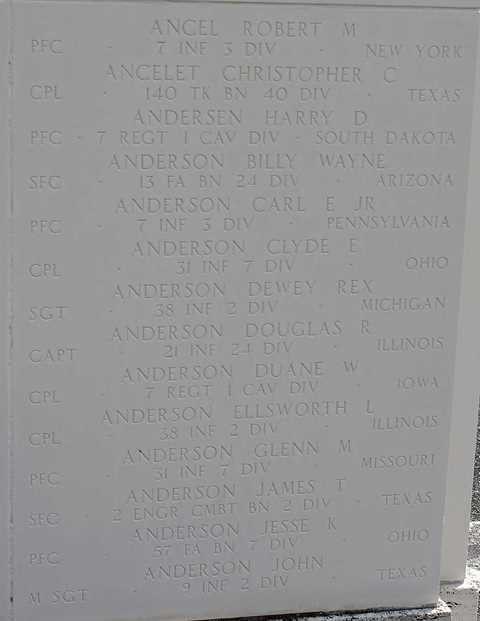 ANCEL ROBERT M
PFC · 7 INF 3 DIV · NEW YORK
ANCELET CHRISTOPHER C
CPL · 140 TK BN 40 DIV · TEXAS
ANDERSEN HARRY D
PFC · 7 REGT 1 CAV DIV · SOUTH DAKOTA
ANDERSON BILLY WAYNE
SFC · 13 FA BN 24 DIV · ARIZONA
ANDERSON CARL E JR
PFC · 7 INF 3 DIV · PENNSYLVANIA
ANDERSON CLYDE E
CPL · 31 INF 7 DIV · OHIO
ANDERSON DEWEY REX
SGT · 38 INF 2 DIV · MICHIGAN
ANDERSON DOUGLAS R
CAPT · 21 INF 24 DIV · ILLINOIS
ANDERSON DUANE W
CPL · 7 REGT 1 CAV DIV · IOWA
ANDERSON ELLSWORTH L
CPL · 38 INF 2 DIV · ILLINOIS
ANDERSON GLENN M
PFC · 31 INF 7 DIV · MISSOURI
ANDERSON JAMES T
SFC · 2 ENGR CMBT BN 2 DIV · TEXAS
ANDERSON JESSE K
PFC · 57 FA BN 7 DIV · OHIO
ANDERSON JOHN
M SGT · 9 INF 2 DIV · TEXAS